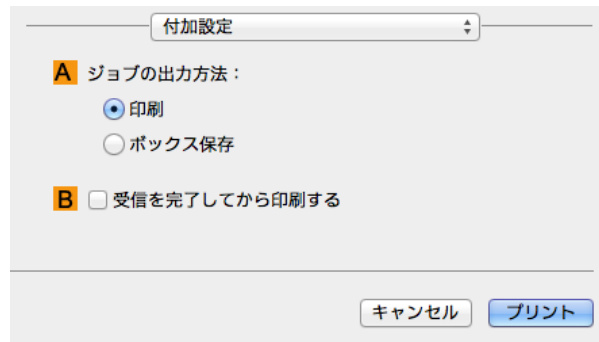 付加設定
A ジョブの出力方法：
印刷
ボックス保存
B 受信を完了してから印刷する
キャンセル プリント